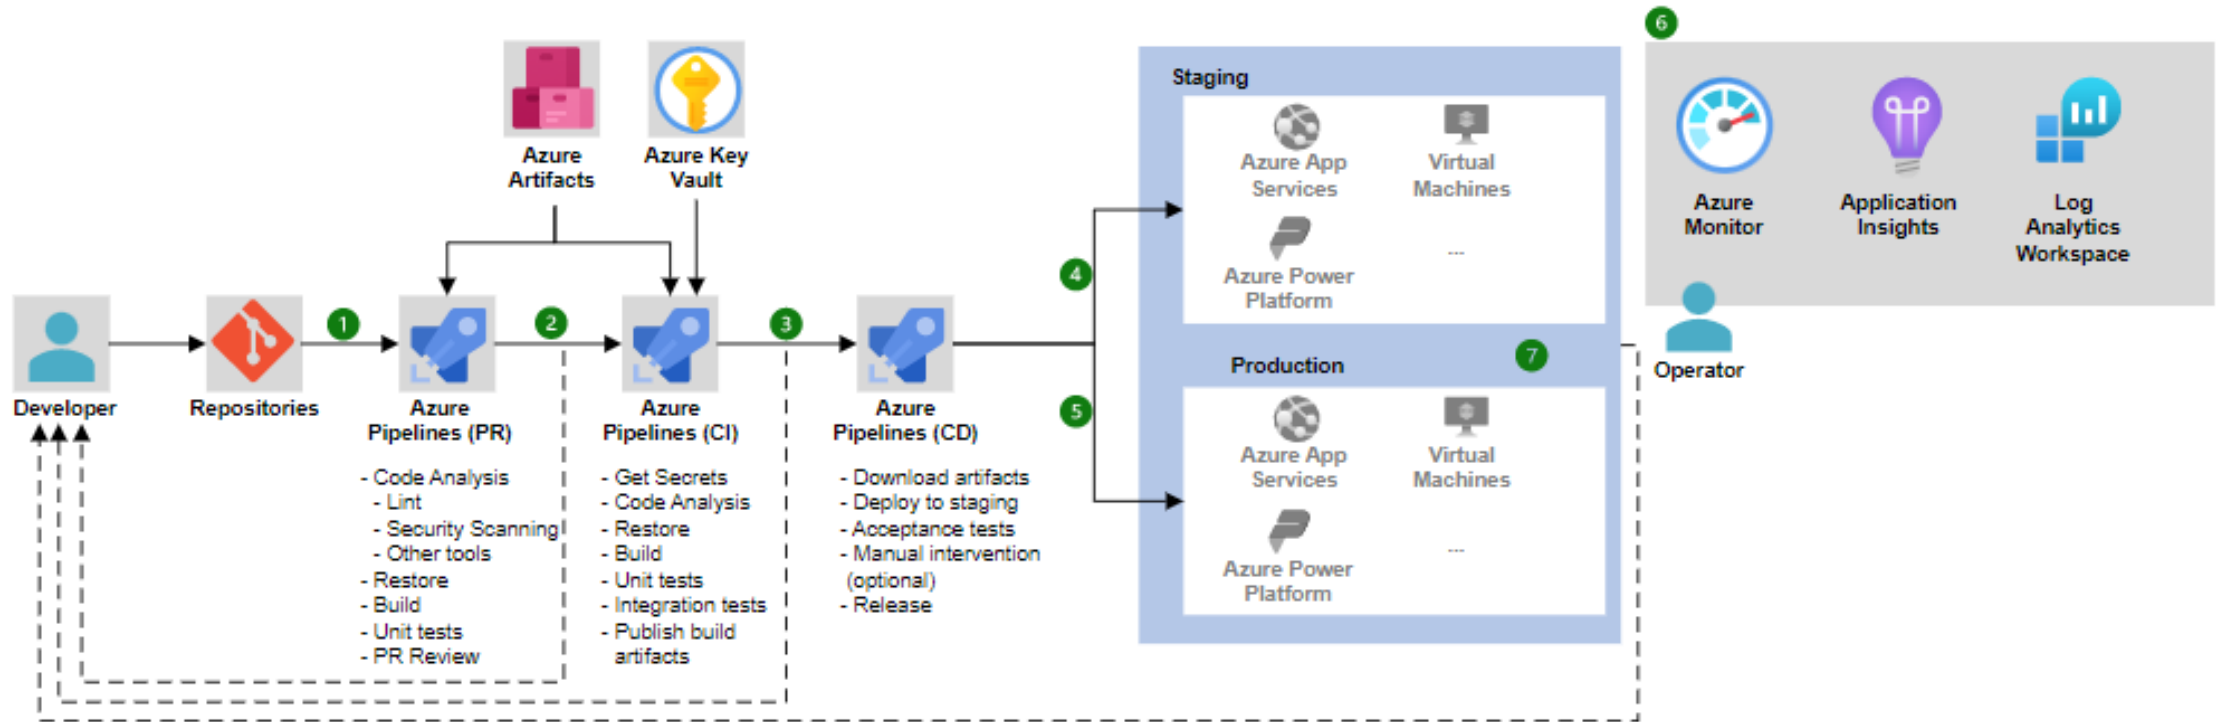 6
Staging
Azure App
Services
Virtual
Machines
Azure Power
Platform
...
Azure
Monitor
Application
Insights
Log
Analytics
Workspace
Azure
Artifacts
Azure Key
Vault
4
1
2
3
Developer
Repositories
Azure
Pipelines (PR)
- Code Analysis
- Lint
- Security Scanning
- Other tools
- Restore
- Build
- Unit tests
- PR Review
Azure
Pipelines (CI)
- Get Secrets
- Code Analysis
- Restore
- Build
- Unit tests
- Integration tests
- Publish build
artifacts
Azure
Pipelines (CD)
- Download artifacts
- Deploy to staging
- Acceptance tests
- Manual intervention
(optional)
- Release
5
Production
7
Azure App
Services
Virtual
Machines
Azure Power
Platform
...
Operator